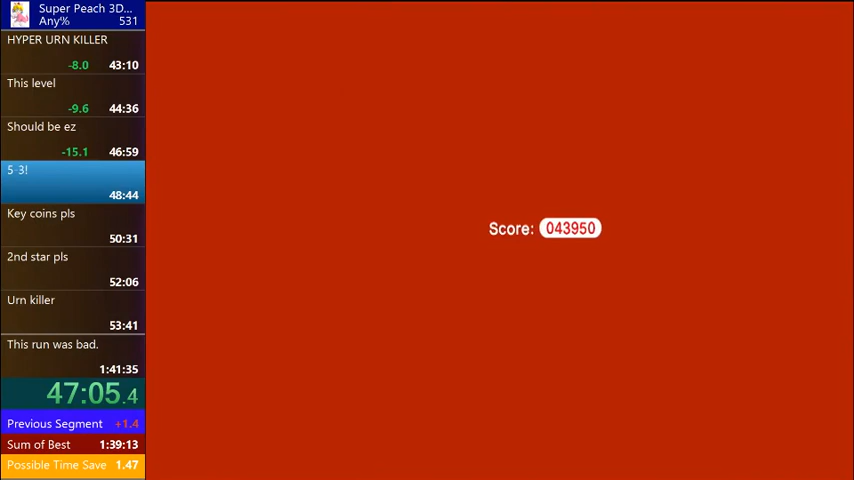 Super Peach 3D...
Any% 531
HYPER URN KILLER
-8.0 43:10
This level
-9.6 44:36
Should be ez
-15.1 46:59
5-3!
48:44
Key coins pls
50:31
2nd star pls
52:06
Urn killer
53:41
This run was bad.
1:41:35
47:05.4
Previous Segment +1.4
Sum of Best 1:39:13
Possible Time Save 1.47
Score: 043950